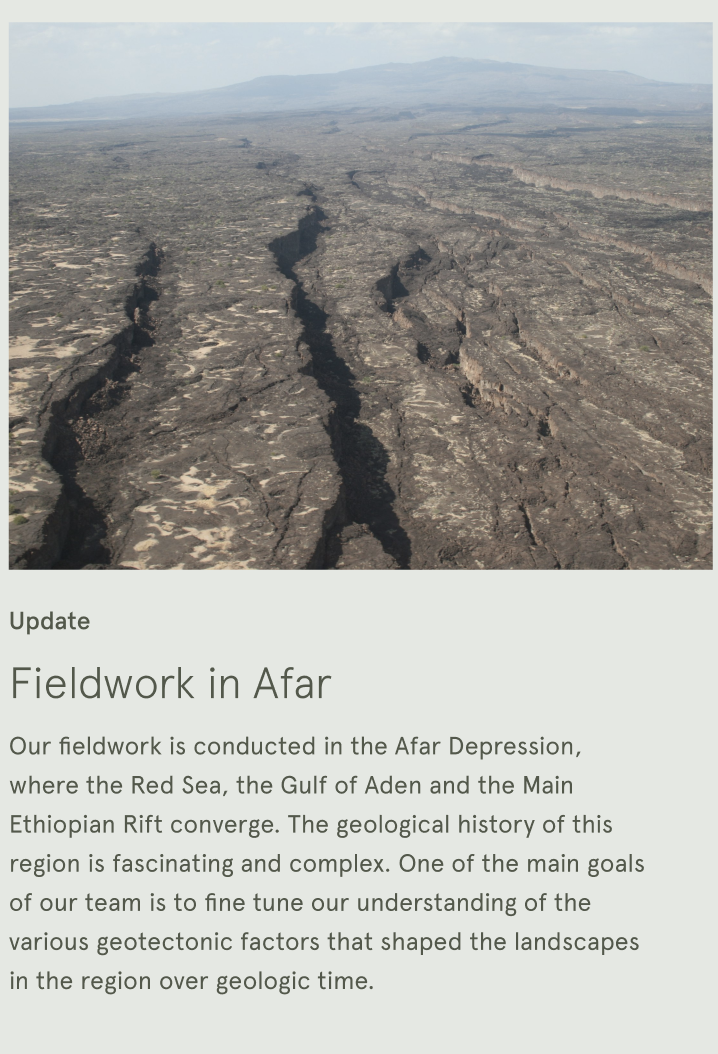 Update
Fieldwork in Afar
Our fieldwork is conducted in the Afar Depression,
where the Red Sea, the Gulf of Aden and the Main
Ethiopian Rift converge. The geological history of this
region is fascinating and complex. One of the main goals
of our team is to fine tune our understanding of the
various geotectonic factors that shaped the landscapes
in the region over geologic time.